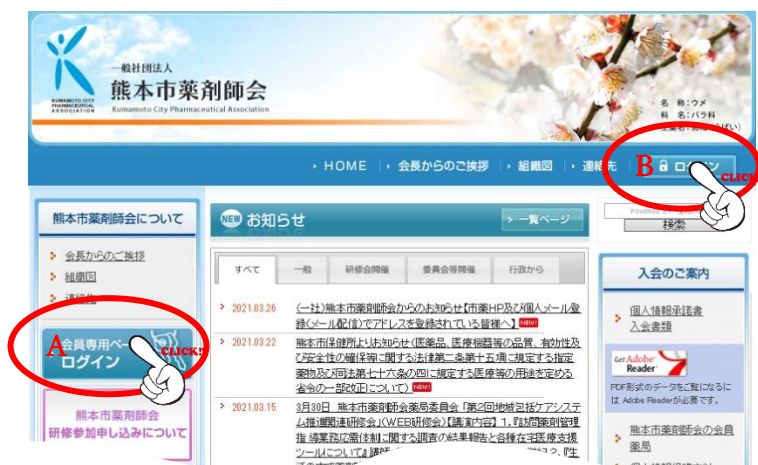 一般社団法人
熊本市薬剤師会
Kumamoto City Pharmaceutical Association
KUMAMOTO CITY
PHARMACEUTICAL
ASSOCIATION
名 称:ウメ
科 名:バラ科
HOME
会長からのご挨拶
組織図
連絡先
B ログイン
CLICK
熊本市薬剤師会について
会長からのご挨拶
組織図
A 会員専用ペー
ログイン
CLICK!
熊本市薬剤師会
研修参加申し込みについて
NEW お知らせ
一覧ページ
すべて
一般
研修会開催
委員会等開催
行政から
2021.03.26
(一社)熊本市薬剤師会からのお知らせ【市薬HP及び個人メール登
録(メール配信)でアドレスを登録されている皆
様へ】NEW!
2021.03.22
熊本市保健所よりお知らせ(医薬品、医療機器等の品質、有効性及
び安全性の確保等に関する法律第二条第十五項に規定する指定
薬物及び同法第七十六条の四に規定する医療等の用途を定める
省令の一部改正について)NEW!
2021.03.15
3月30日 熊本市薬剤師会薬局委員会「第2回地域包括ケアシステ
ム推進関連研修会」(WEB研修会)【講演内容】1.『訪問薬剤管理
指導業務応需体制に関する調査の結果報告と各種在宅医療支援
ツールについて』講師
検索
入会のご案内
個人情報承諾書
入会書類
Get Adobe
Reader
PDF形式のデータをご覧になるに
は Adobe Readerが必要です。
熊本市薬剤師会の会員
薬局